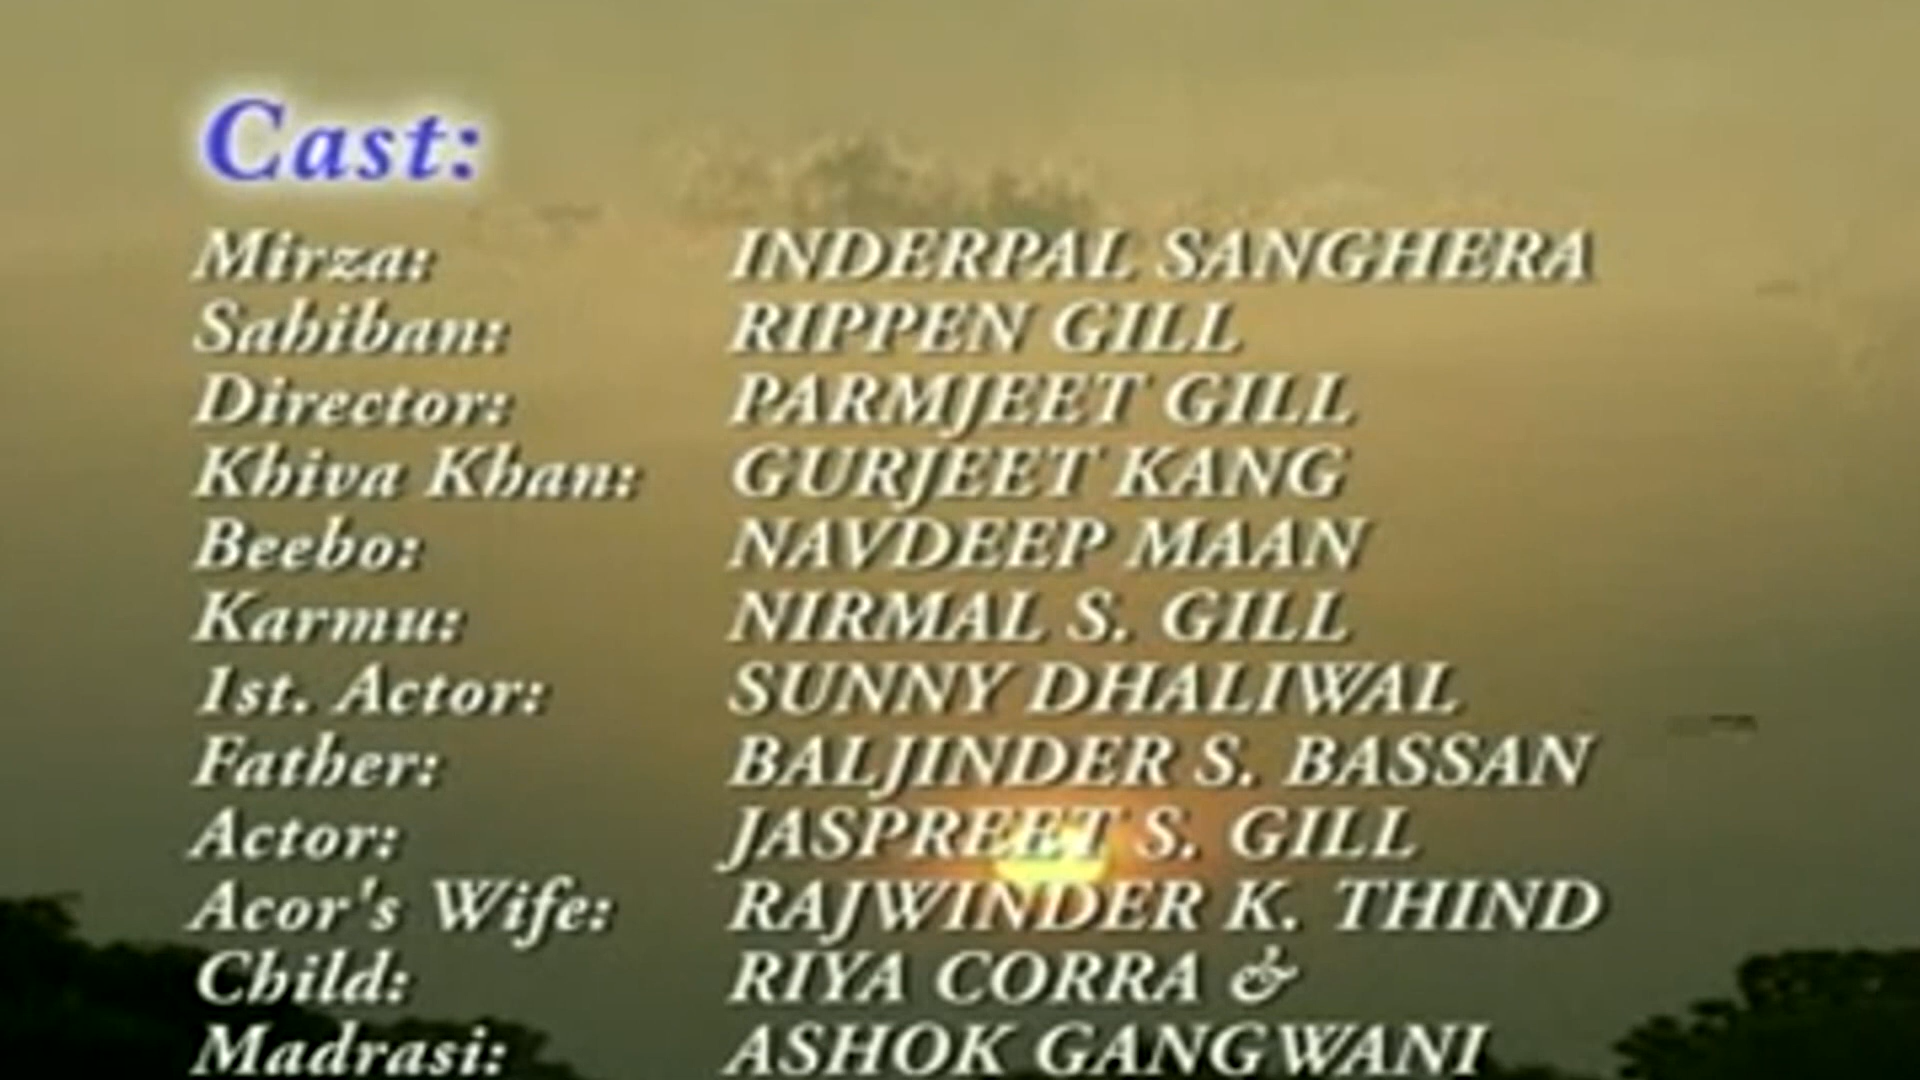 Cast:
Mirza: INDERPAL SANGHERA
Sahiban: RIPPEN GILL
Director: PARMJEET GILL
Khiva Khan: GURJEET KANG
Beebo: NAVDEEP MAAN
Karmu: NIRMAL S. GILL
1st. Actor: SUNNY DHALIWAL
Father: BALJINDER S. BASSAN
Actor: JASPREET S. GILL
Acor's Wife: RAJWINDER K. THIND
Child: RIYA CORRA &
Madrasi: ASHOK GANGWANI